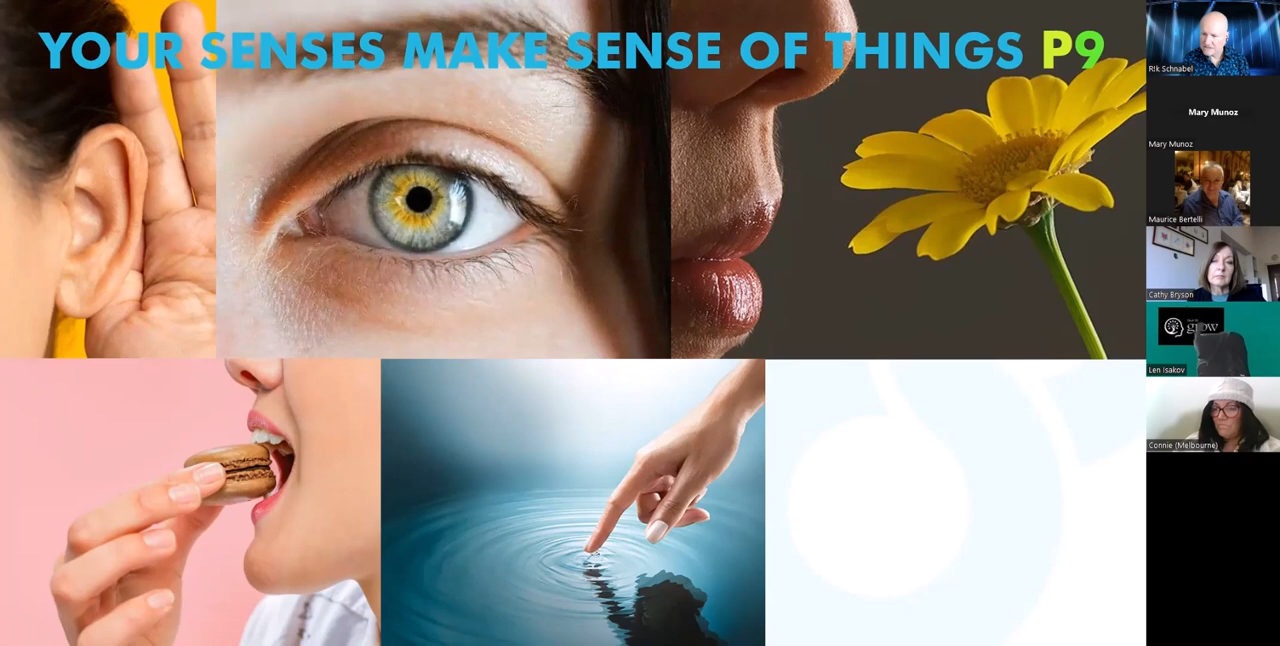 YOUR SENSES MAKE SENSE OF THINGS P9
RIk Schnabel
Mary Munoz
Mary Munoz
Maurice Bertelli
Cathy Bryson
grow
Len Isakov
Connie (Melbourne)